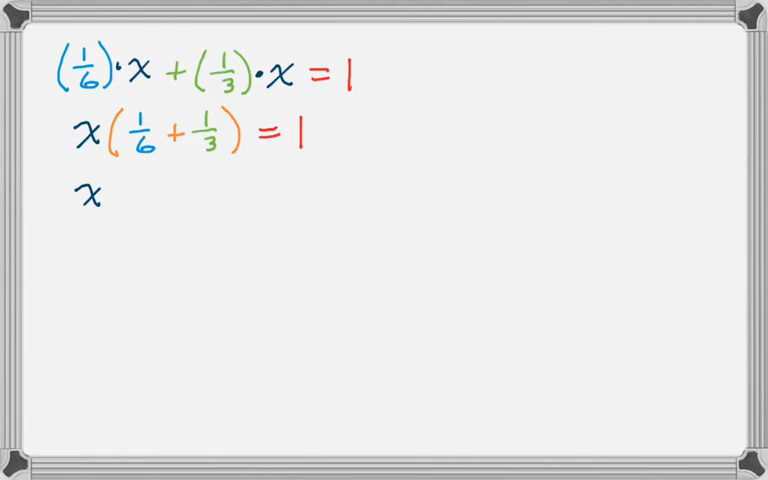 (1/6)·x + (1/3)·x = 1
x(1/6 + 1/3) = 1
x